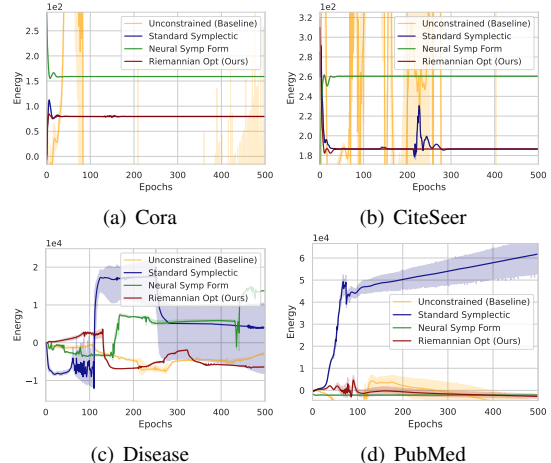 1e2
Unconstrained (Baseline)
Standard Symplectic
Neural Symp Form
Riemannian Opt (Ours)
Energy
2.5
2.0
1.5
1.0
0.5
0.0
0 100 200 300 400 500
Epochs
(a) Cora
1e2
Unconstrained (Baseline)
Standard Symplectic
Neural Symp Form
Riemannian Opt (Ours)
Energy
3.2
3.0
2.8
2.6
2.4
2.2
2.0
1.8
0 100 200 300 400 500
Epochs
(b) CiteSeer
1e4
Unconstrained (Baseline)
Standard Symplectic
Neural Symp Form
Riemannian Opt (Ours)
Energy
2
1
0
−1
0 100 200 300 400 500
Epochs
(c) Disease
1e4
Unconstrained (Baseline)
Standard Symplectic
Neural Symp Form
Riemannian Opt (Ours)
Energy
6
5
4
3
2
1
0
0 100 200 300 400 500
Epochs
(d) PubMed